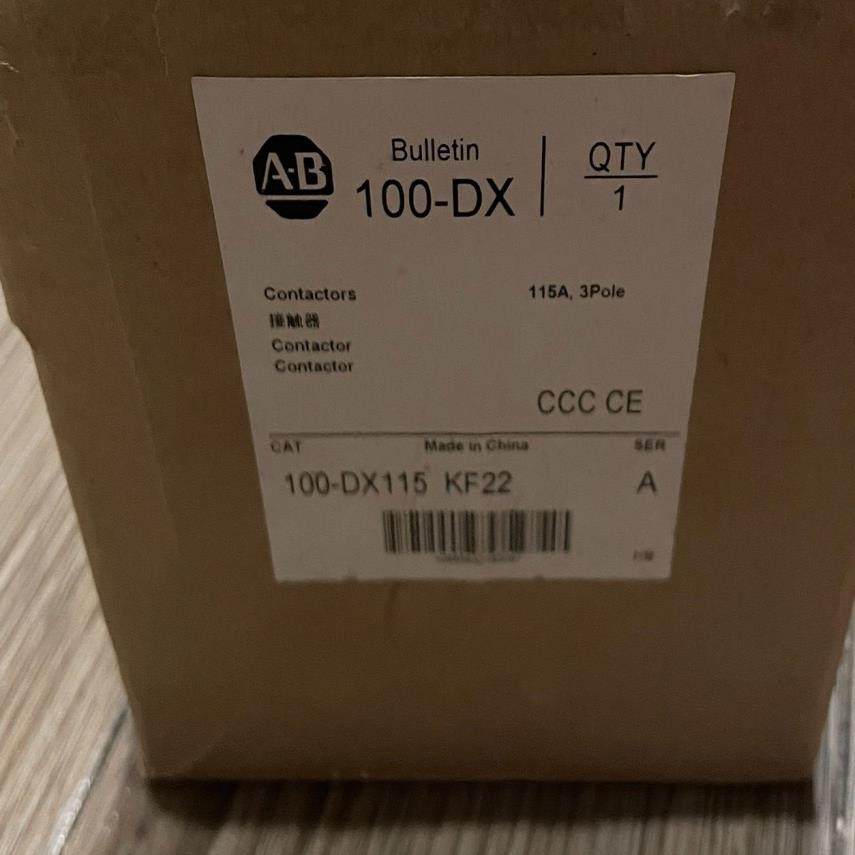 A-B
Bulletin
100-DX
QTY
1
Contactors
115A, 3Pole
接触器
Contactor
Contactor
CCC CE
CAT
Made in China
SER
100-DX115 KF22
A